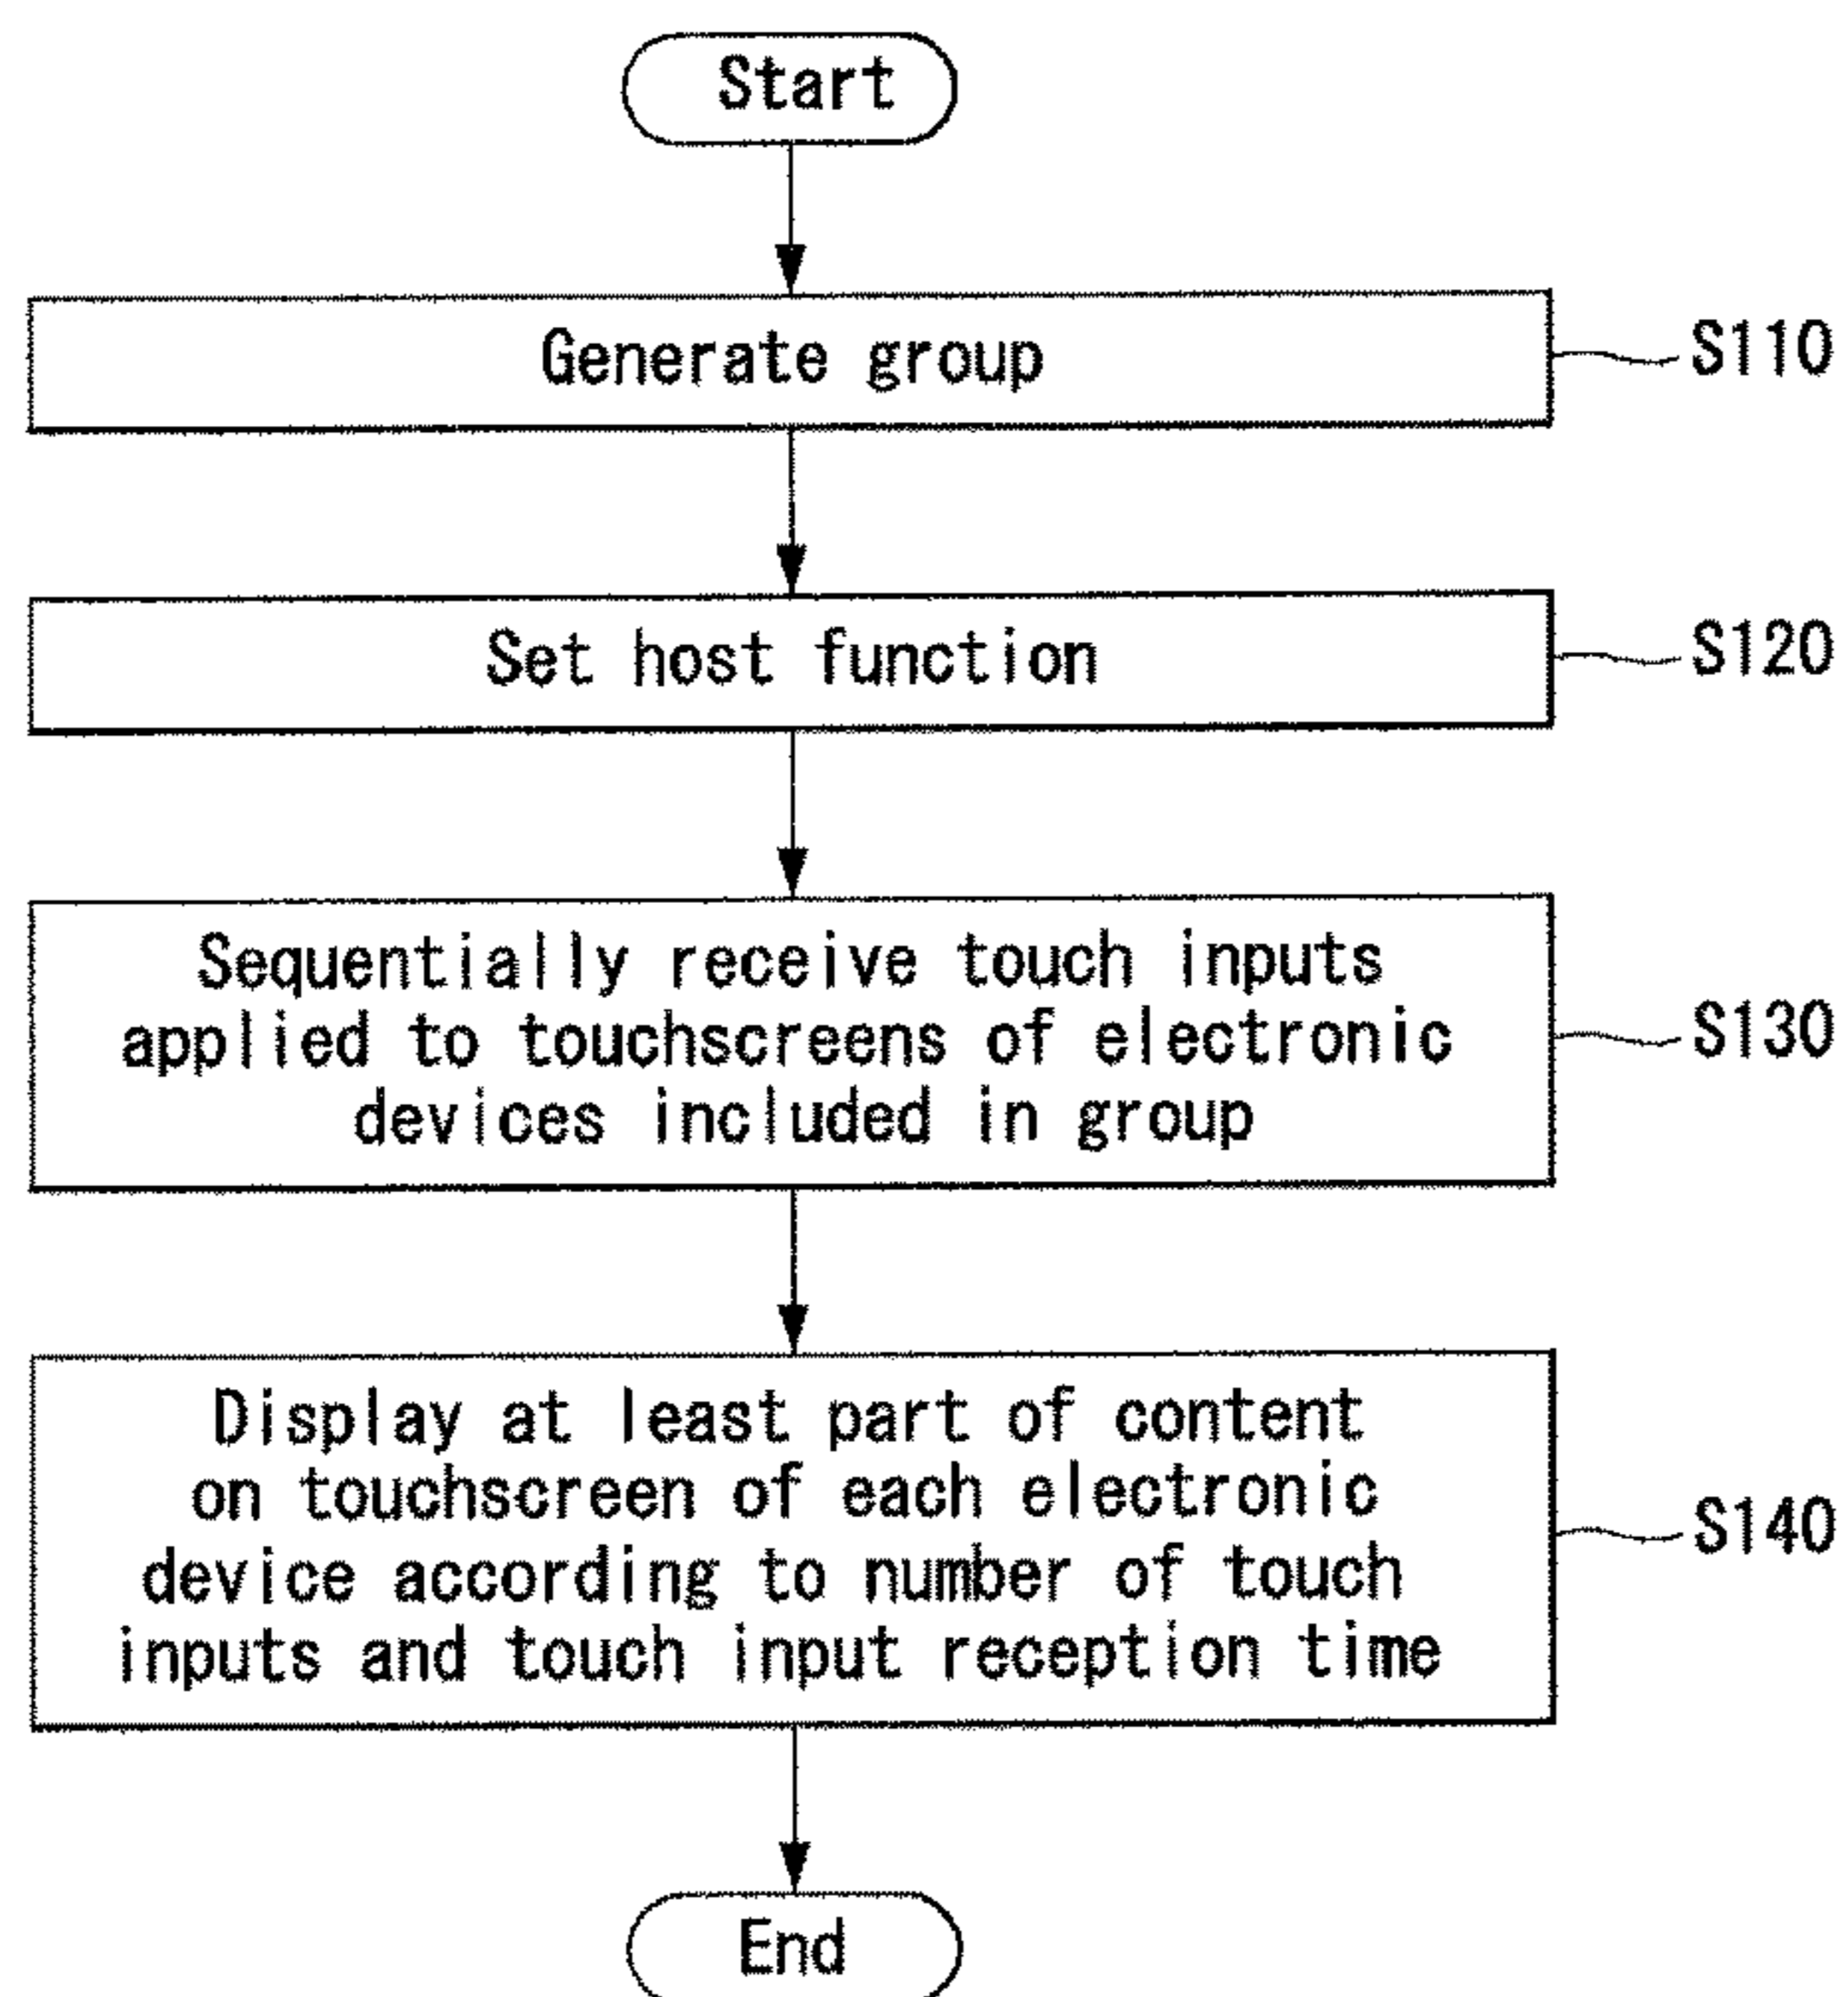 Start
Generate group
S110
Set host function
S120
Sequentially receive touch inputs
applied to touchscreens of electronic
devices included in group
S130
Display at least part of content
on touchscreen of each electronic
device according to number of touch
inputs and touch input reception time
S140
End